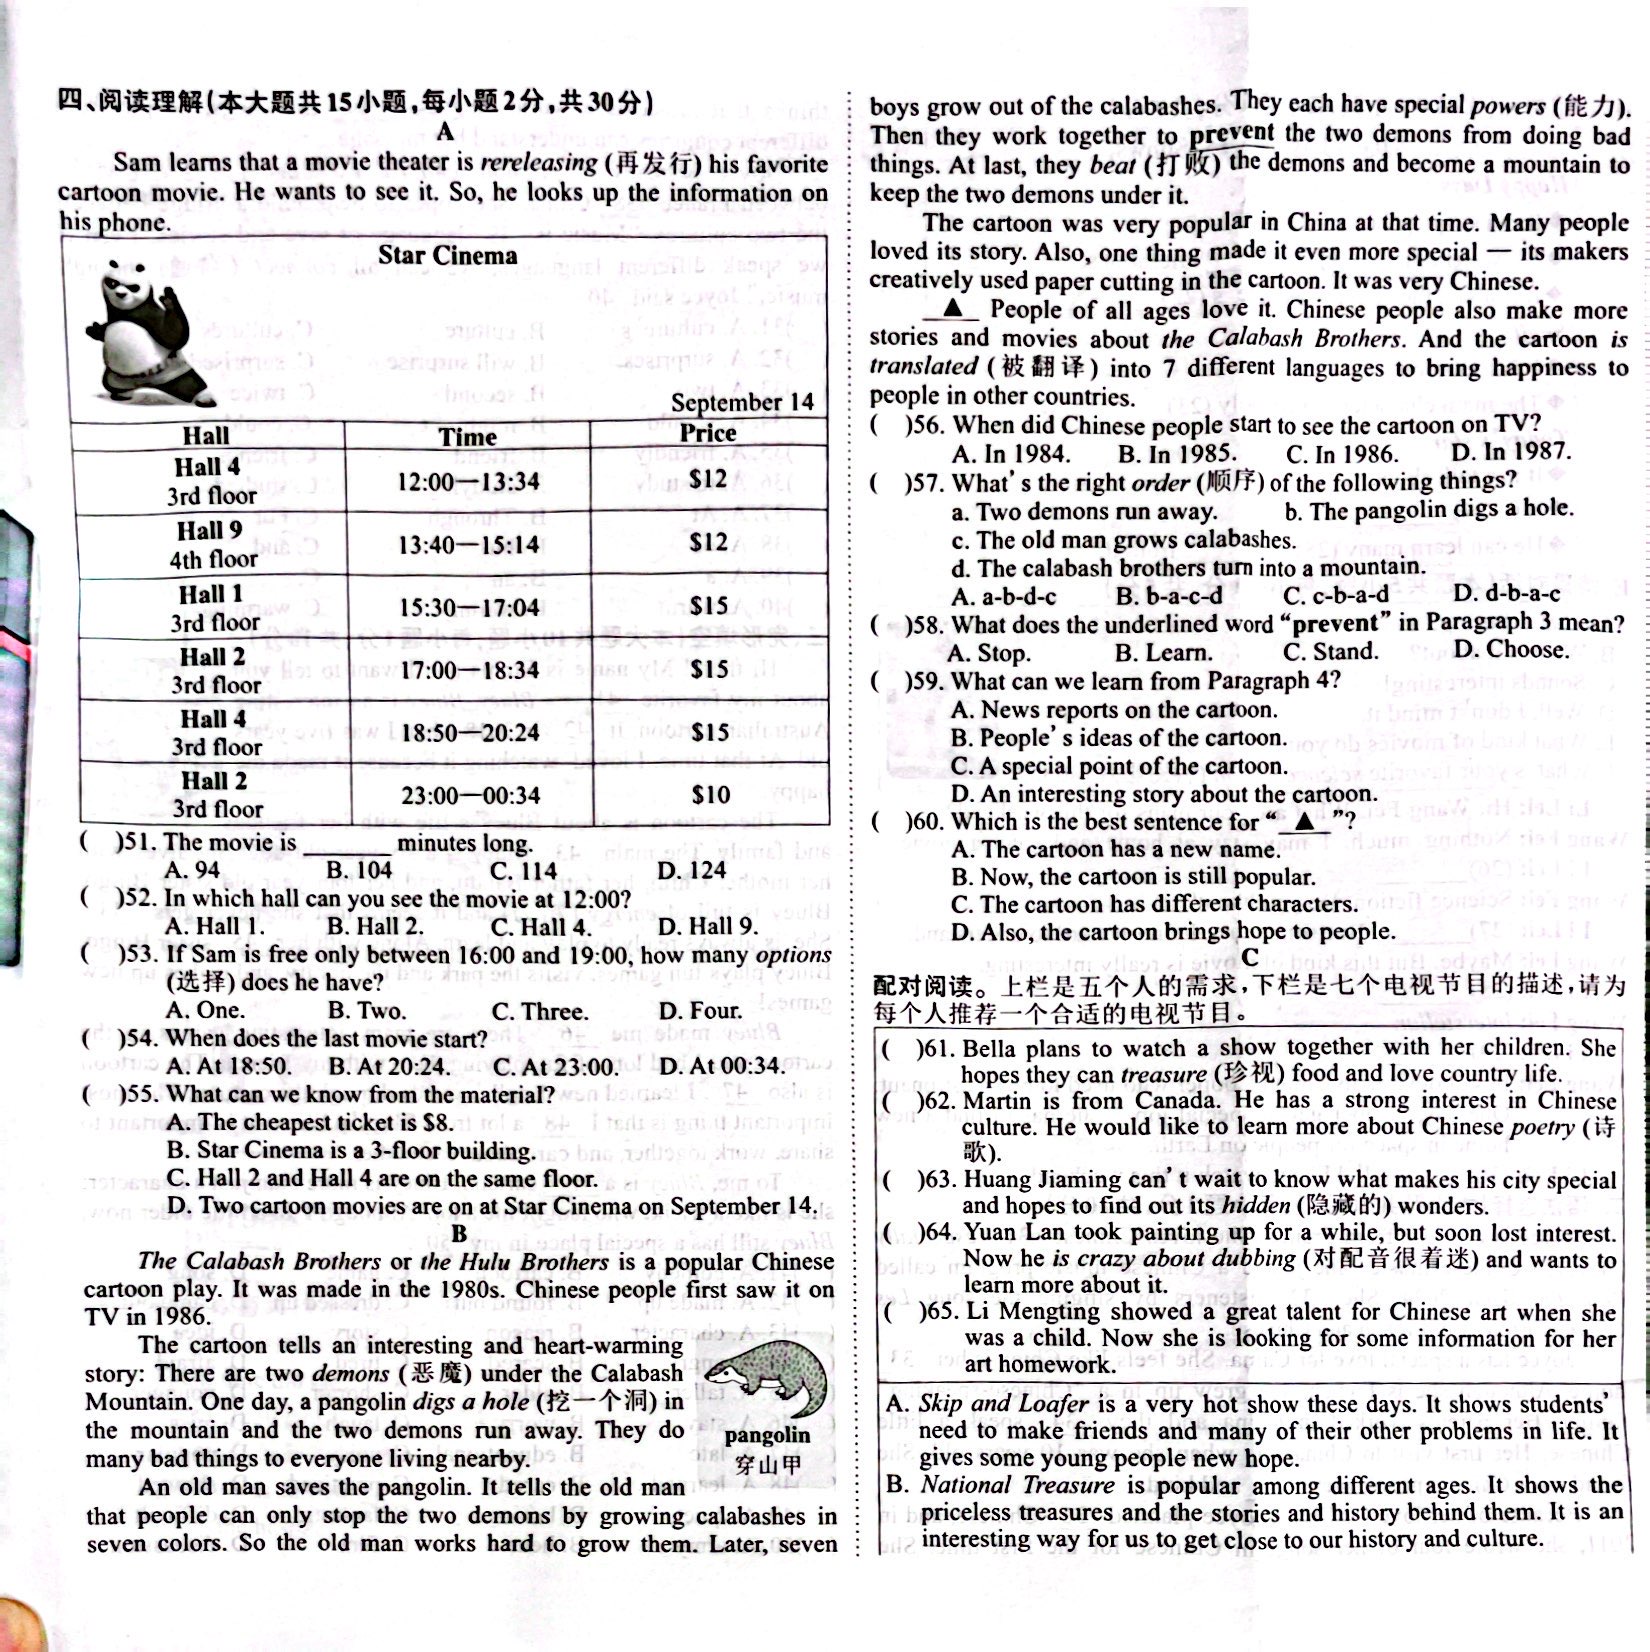 四、阅读理解(本大题共15小题,每小题2分,共30分)
A
Sam learns that a movie theater is rereleasing (再发行) his favorite
cartoon movie. He wants to see it. So, he looks up the information on
his phone.
Star Cinema
September 14
Hall Time Price
Hall 4
3rd floor
12:00—13:34 $12
Hall 9
4th floor
13:40—15:14 $12
Hall 1
3rd floor
15:30—17:04 $15
Hall 2
3rd floor
17:00—18:34 $15
Hall 4
3rd floor
18:50—20:24 $15
Hall 2
3rd floor
23:00—00:34 $10
( )51. The movie is ________ minutes long.
A. 94 B. 104 C. 114 D. 124
( )52. In which hall can you see the movie at 12:00?
A. Hall 1. B. Hall 2. C. Hall 4. D. Hall 9.
( )53. If Sam is free only between 16:00 and 19:00, how many options
(选择) does he have?
A. One. B. Two. C. Three. D. Four.
( )54. When does the last movie start?
A. At 18:50. B. At 20:24. C. At 23:00. D. At 00:34.
( )55. What can we know from the material?
A. The cheapest ticket is $8.
B. Star Cinema is a 3-floor building.
C. Hall 2 and Hall 4 are on the same floor.
D. Two cartoon movies are on at Star Cinema on September 14.
B
The Calabash Brothers or the Hulu Brothers is a popular Chinese
cartoon play. It was made in the 1980s. Chinese people first saw it on
TV in 1986.
The cartoon tells an interesting and heart-warming
story: There are two demons (恶魔) under the Calabash
Mountain. One day, a pangolin digs a hole (挖一个洞) in
the mountain and the two demons run away. They do
many bad things to everyone living nearby.
pangolin
穿山甲
An old man saves the pangolin. It tells the old man
that people can only stop the two demons by growing calabashes in
seven colors. So the old man works hard to grow them. Later, seven
boys grow out of the calabashes. They each have special powers (能力).
Then they work together to prevent the two demons from doing bad
things. At last, they beat (打败) the demons and become a mountain to
keep the two demons under it.
The cartoon was very popular in China at that time. Many people
loved its story. Also, one thing made it even more special — its makers
creatively used paper cutting in the cartoon. It was very Chinese.
▲ People of all ages love it. Chinese people also make more
stories and movies about the Calabash Brothers. And the cartoon is
translated (被翻译) into 7 different languages to bring happiness to
people in other countries.
( )56. When did Chinese people start to see the cartoon on TV?
A. In 1984. B. In 1985. C. In 1986. D. In 1987.
( )57. What's the right order (顺序) of the following things?
a. Two demons run away. b. The pangolin digs a hole.
c. The old man grows calabashes.
d. The calabash brothers turn into a mountain.
A. a-b-d-c B. b-a-c-d C. c-b-a-d D. d-b-a-c
( )58. What does the underlined word “prevent” in Paragraph 3 mean?
A. Stop. B. Learn. C. Stand. D. Choose.
( )59. What can we learn from Paragraph 4?
A. News reports on the cartoon.
B. People's ideas of the cartoon.
C. A special point of the cartoon.
D. An interesting story about the cartoon.
( )60. Which is the best sentence for “ ▲ ”?
A. The cartoon has a new name.
B. Now, the cartoon is still popular.
C. The cartoon has different characters.
D. Also, the cartoon brings hope to people.
C
配对阅读。上栏是五个人的需求,下栏是七个电视节目的描述,请为
每个人推荐一个合适的电视节目。
( )61. Bella plans to watch a show together with her children. She
hopes they can treasure (珍视) food and love country life.
( )62. Martin is from Canada. He has a strong interest in Chinese
culture. He would like to learn more about Chinese poetry (诗
歌).
( )63. Huang Jiaming can't wait to know what makes his city special
and hopes to find out its hidden (隐藏的) wonders.
( )64. Yuan Lan took painting up for a while, but soon lost interest.
Now he is crazy about dubbing (对配音很着迷) and wants to
learn more about it.
( )65. Li Mengting showed a great talent for Chinese art when she
was a child. Now she is looking for some information for her
art homework.
A. Skip and Loafer is a very hot show these days. It shows students'
need to make friends and many of their other problems in life. It
gives some young people new hope.
B. National Treasure is popular among different ages. It shows the
priceless treasures and the stories and history behind them. It is an
interesting way for us to get close to our history and culture.